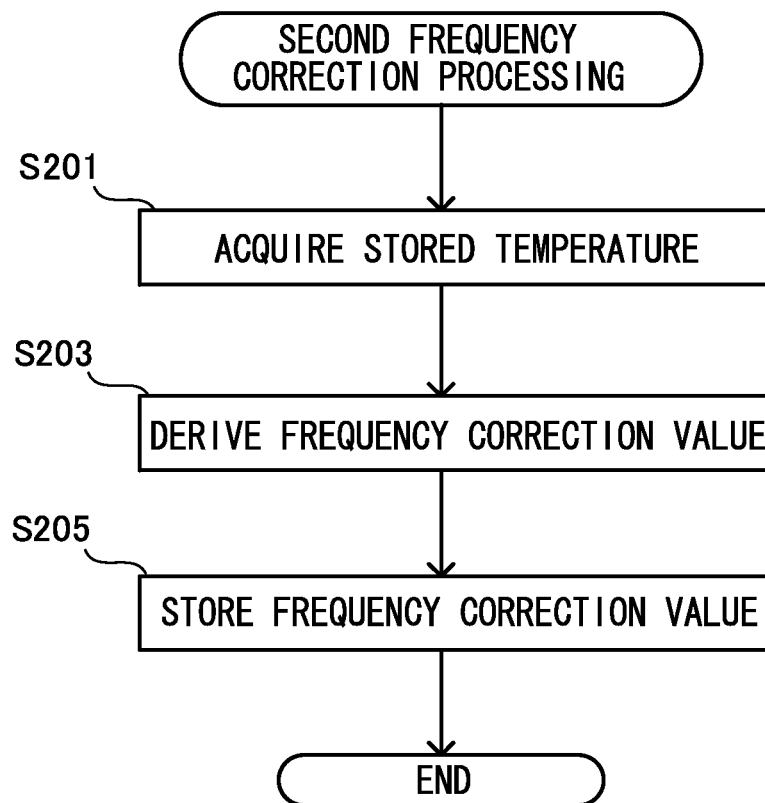 SECOND FREQUENCY
CORRECTION PROCESSING
S201
ACQUIRE STORED TEMPERATURE
S203
DERIVE FREQUENCY CORRECTION VALUE
S205
STORE FREQUENCY CORRECTION VALUE
END